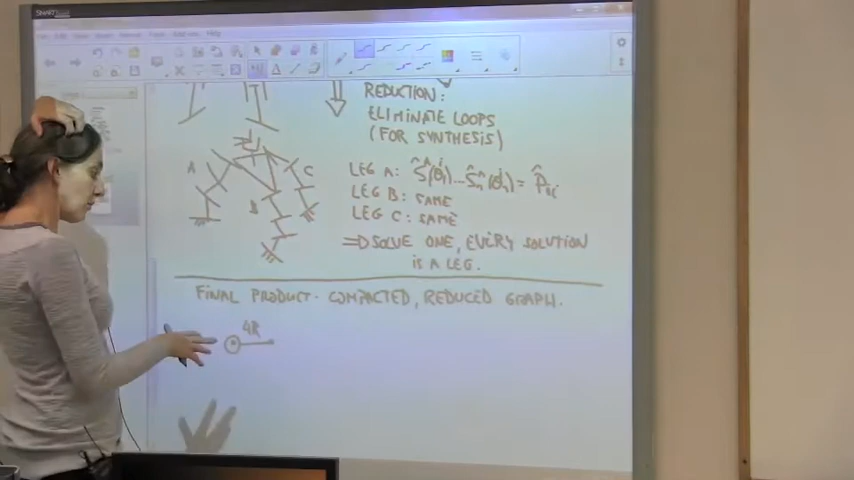 REDUCTION:
ELIMINATE LOOPS
(FOR SYNTHESIS)
A
C
B
LEG A:
LEG B: SAME
LEG C: SAME
⇒ SOLVE ONE, EVERY SOLUTION
IS A LEG.
FINAL PRODUCT - COMPACTED, REDUCED GRAPH.
4R